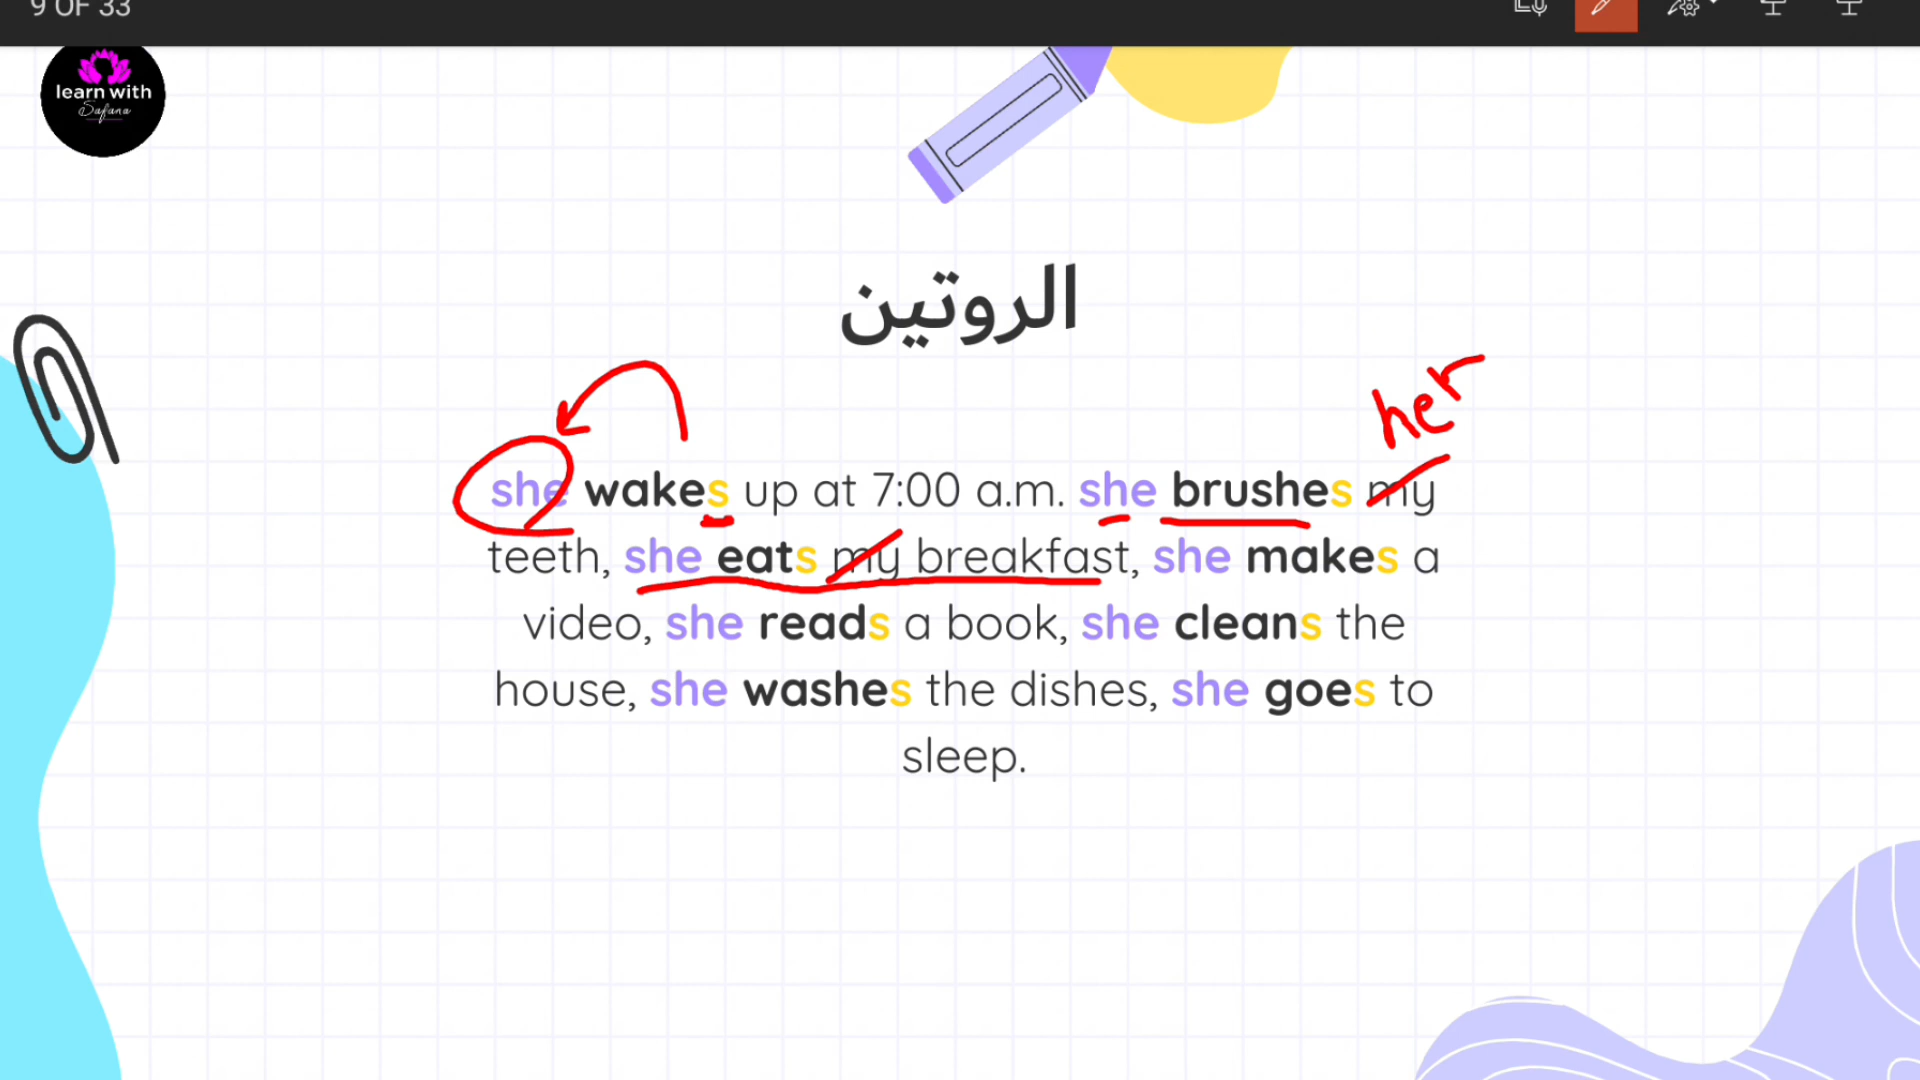 9 OF 33
learn with
Safana
الروتين
her
she wakes up at 7:00 a.m. she brushes my
teeth, she eats my breakfast, she makes a
video, she reads a book, she cleans the
house, she washes the dishes, she goes to
sleep.